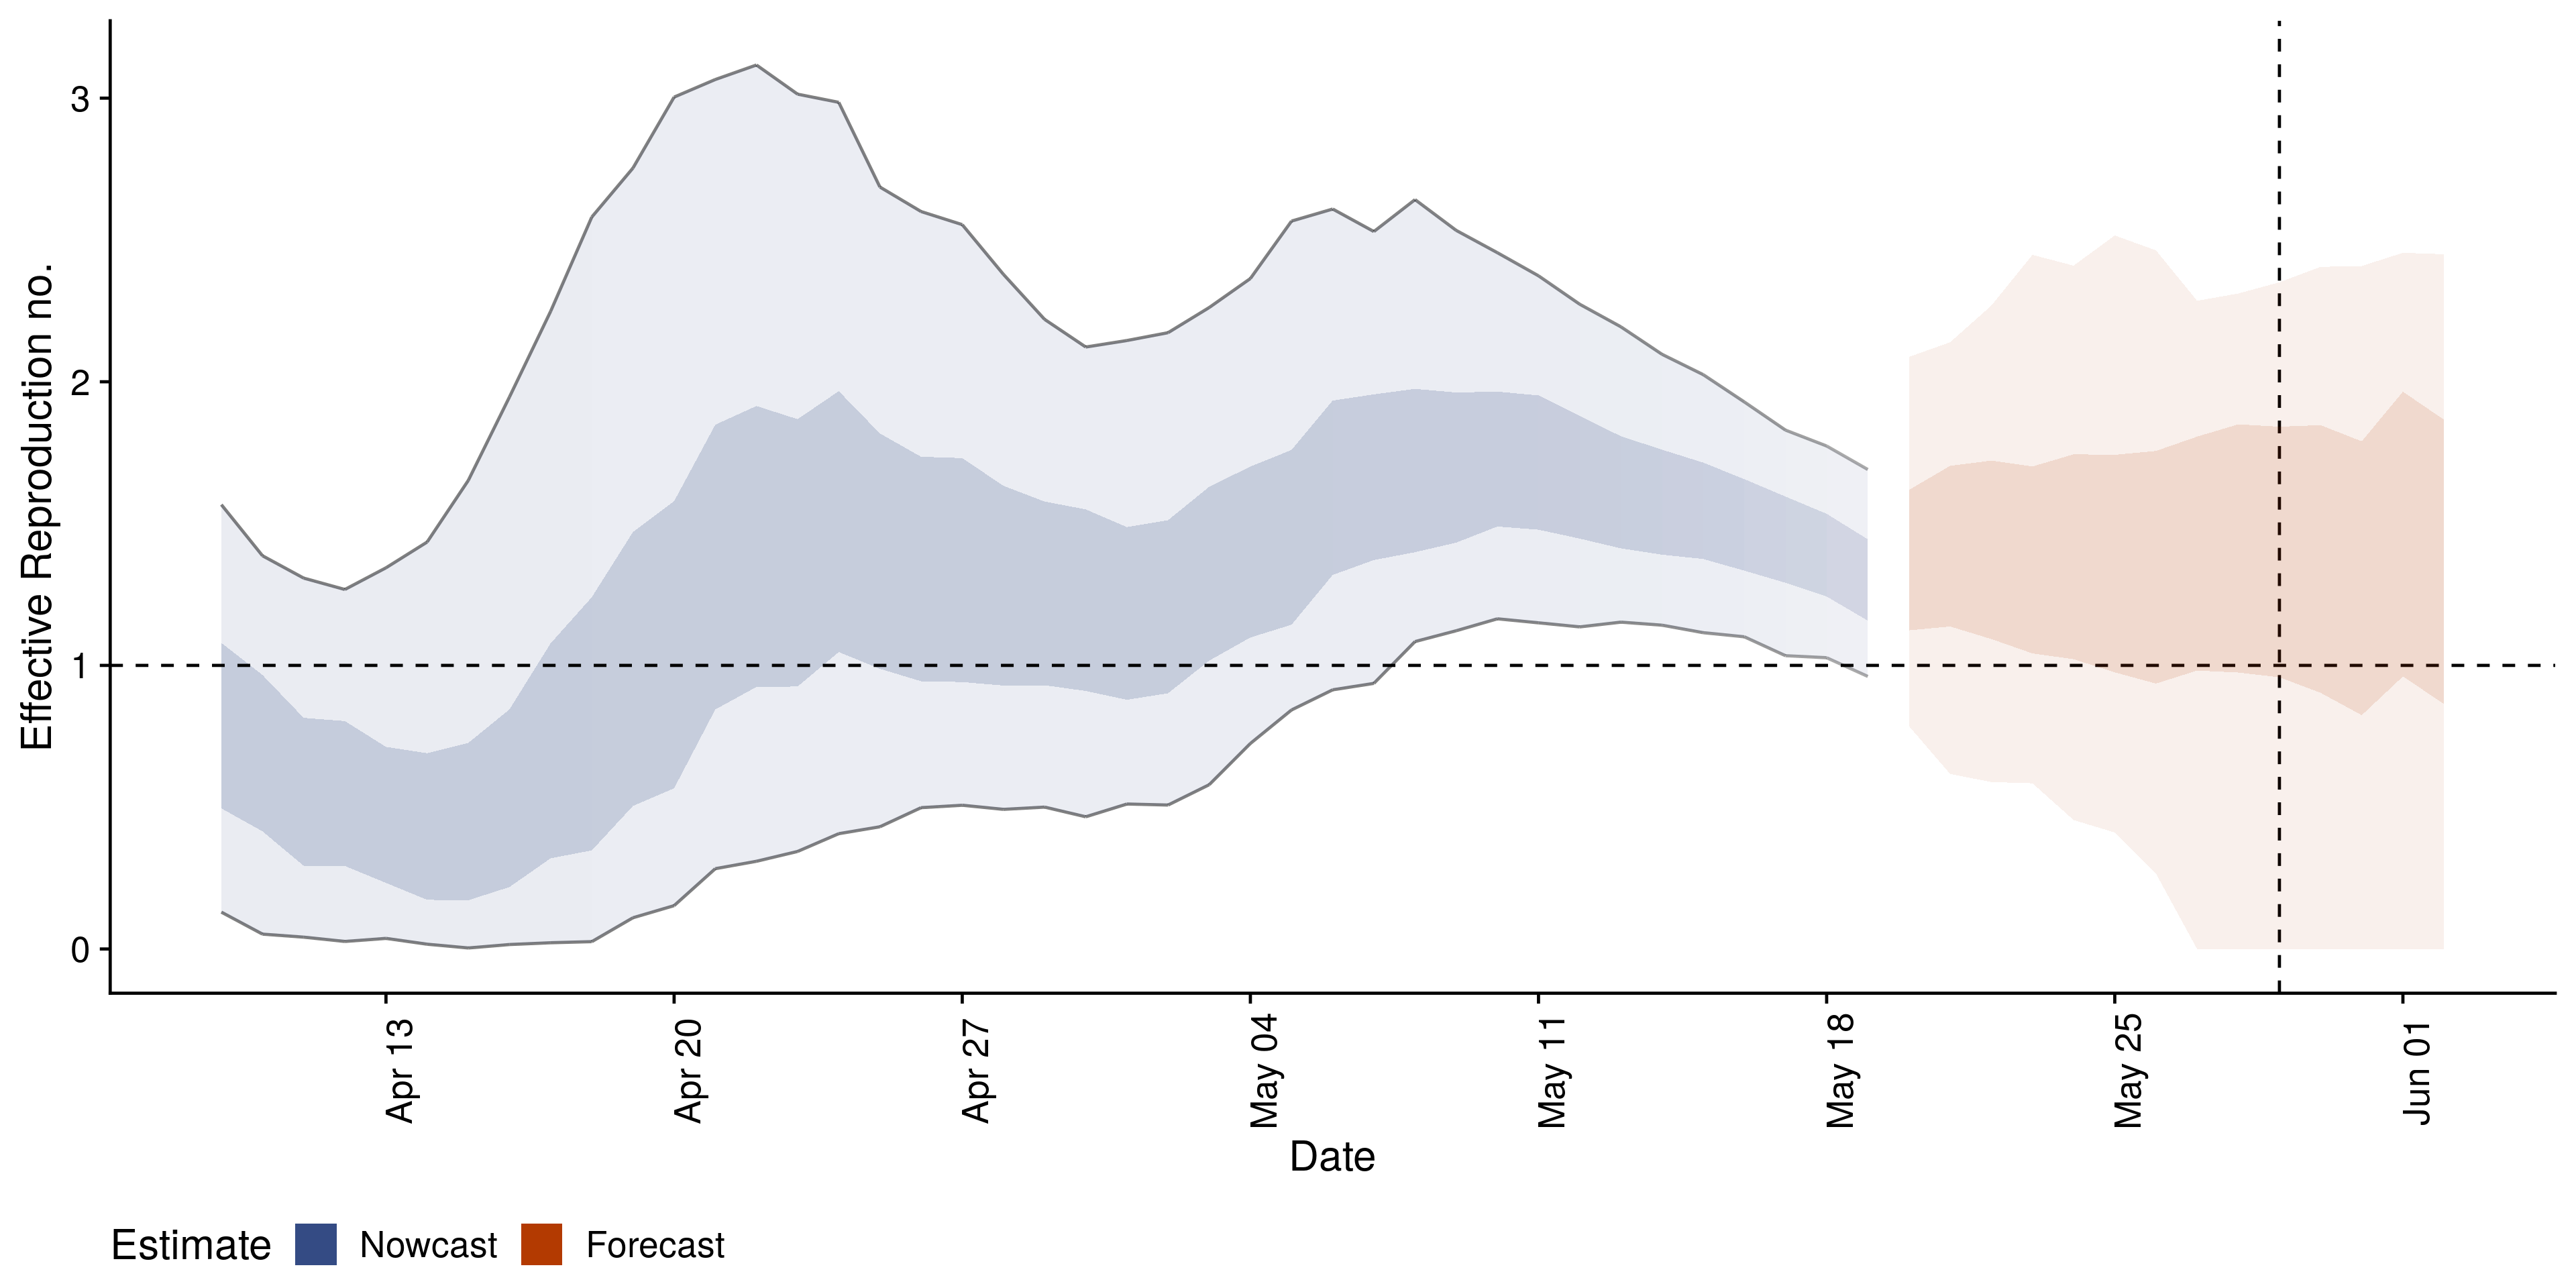 Effective Reproduction no.
3
2
1
0
Apr 13
Apr 20
Apr 27
May 04
May 11
May 18
May 25
Jun 01
Date
Estimate Nowcast Forecast